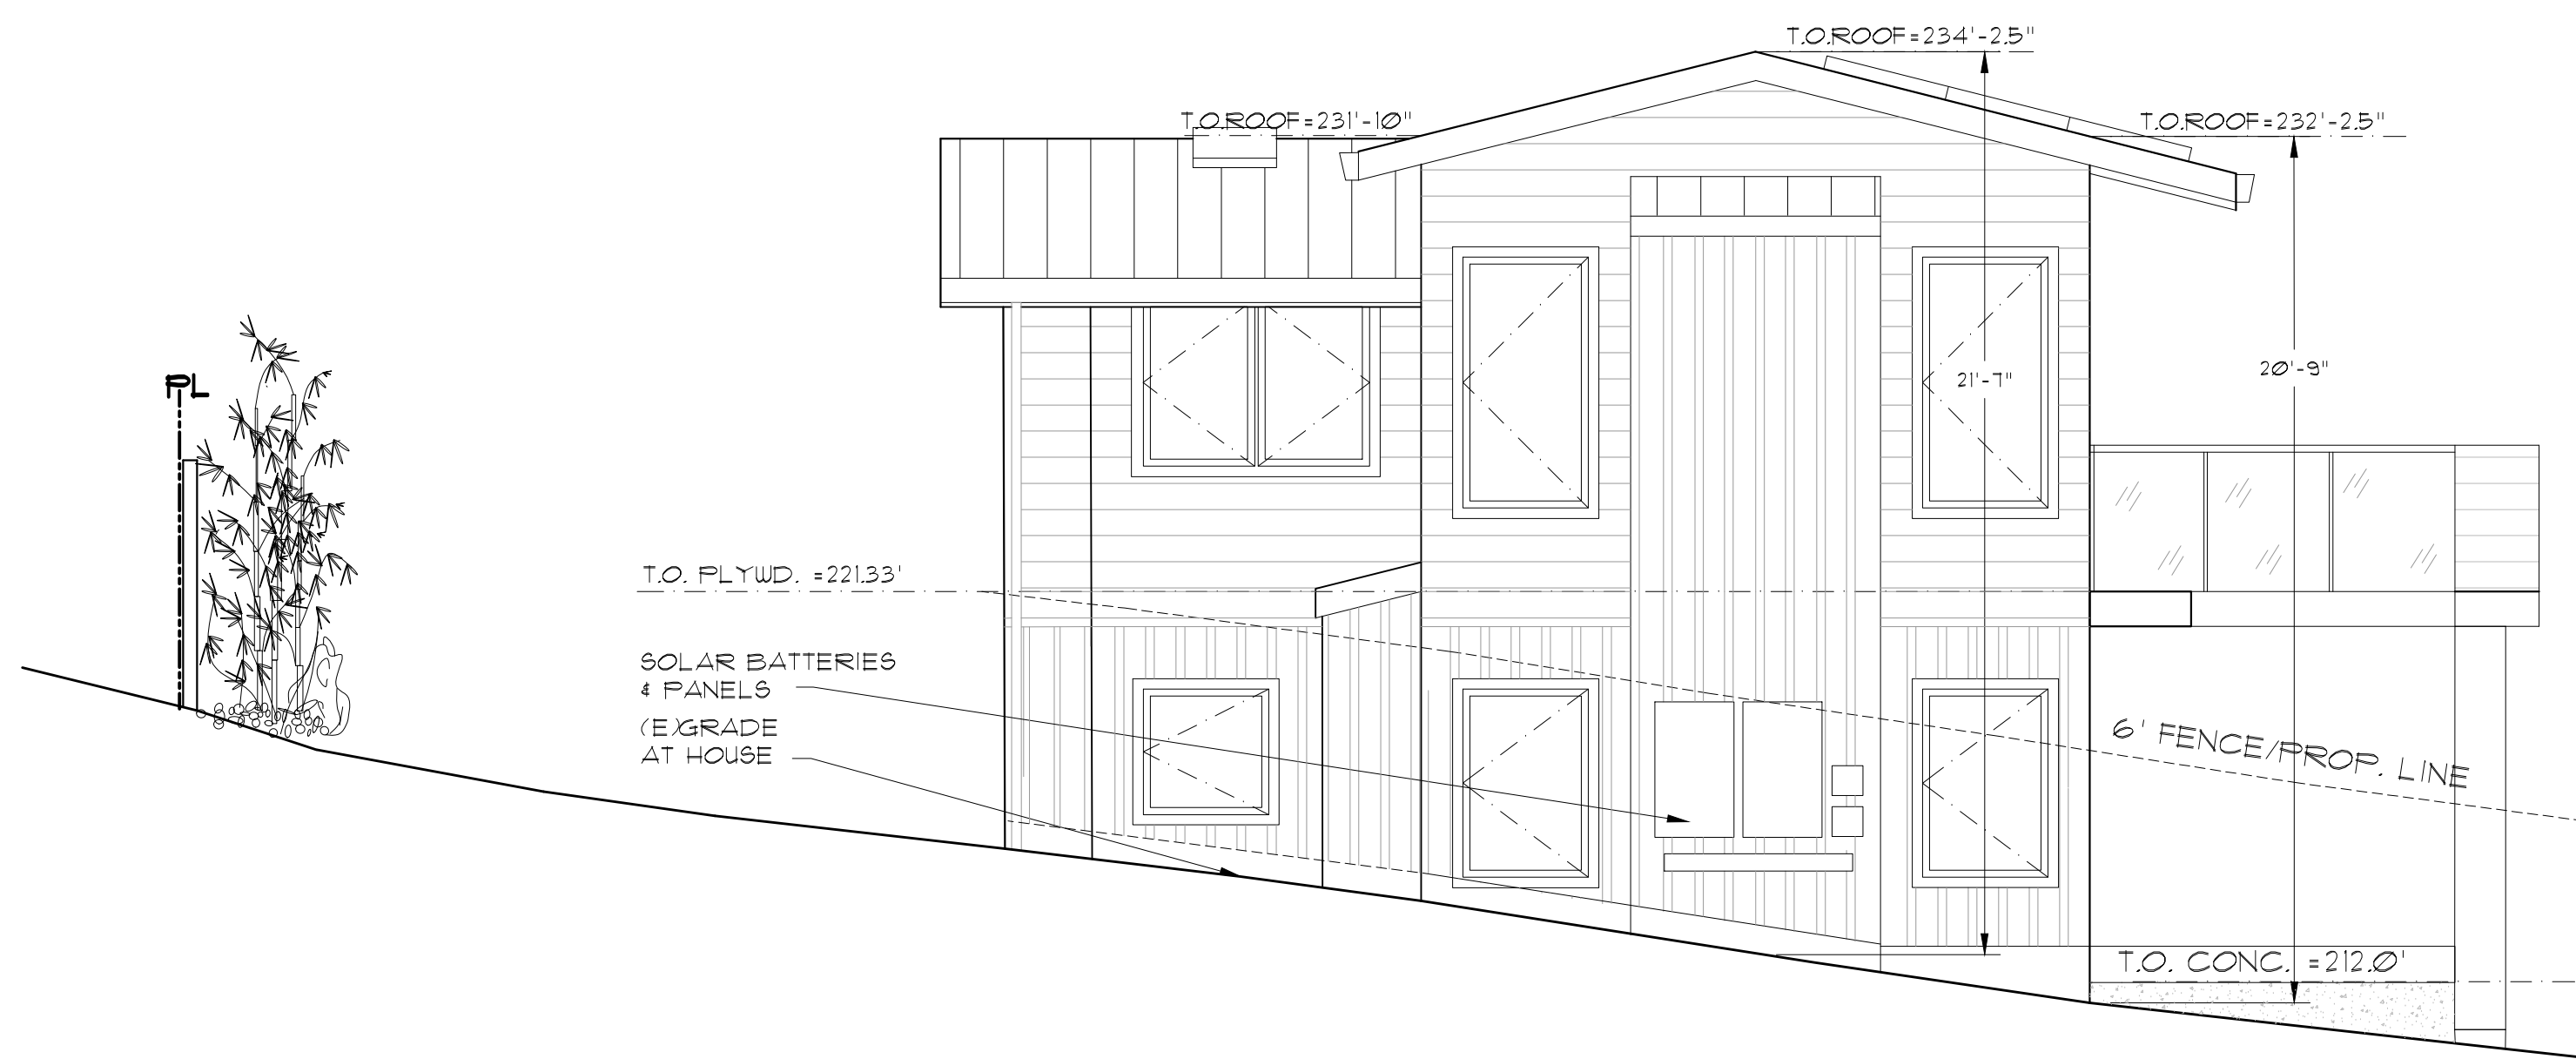 T.O.ROOF=234'-2.5"
T.O.ROOF=231'-10"
T.O.ROOF=232'-2.5"
20'-9"
21'-7"
PL
T.O. PLYWD. =221.33'
SOLAR BATTERIES
& PANELS
(E)GRADE
AT HOUSE
6' FENCE/PROP. LINE
T.O. CONC. =212.0'